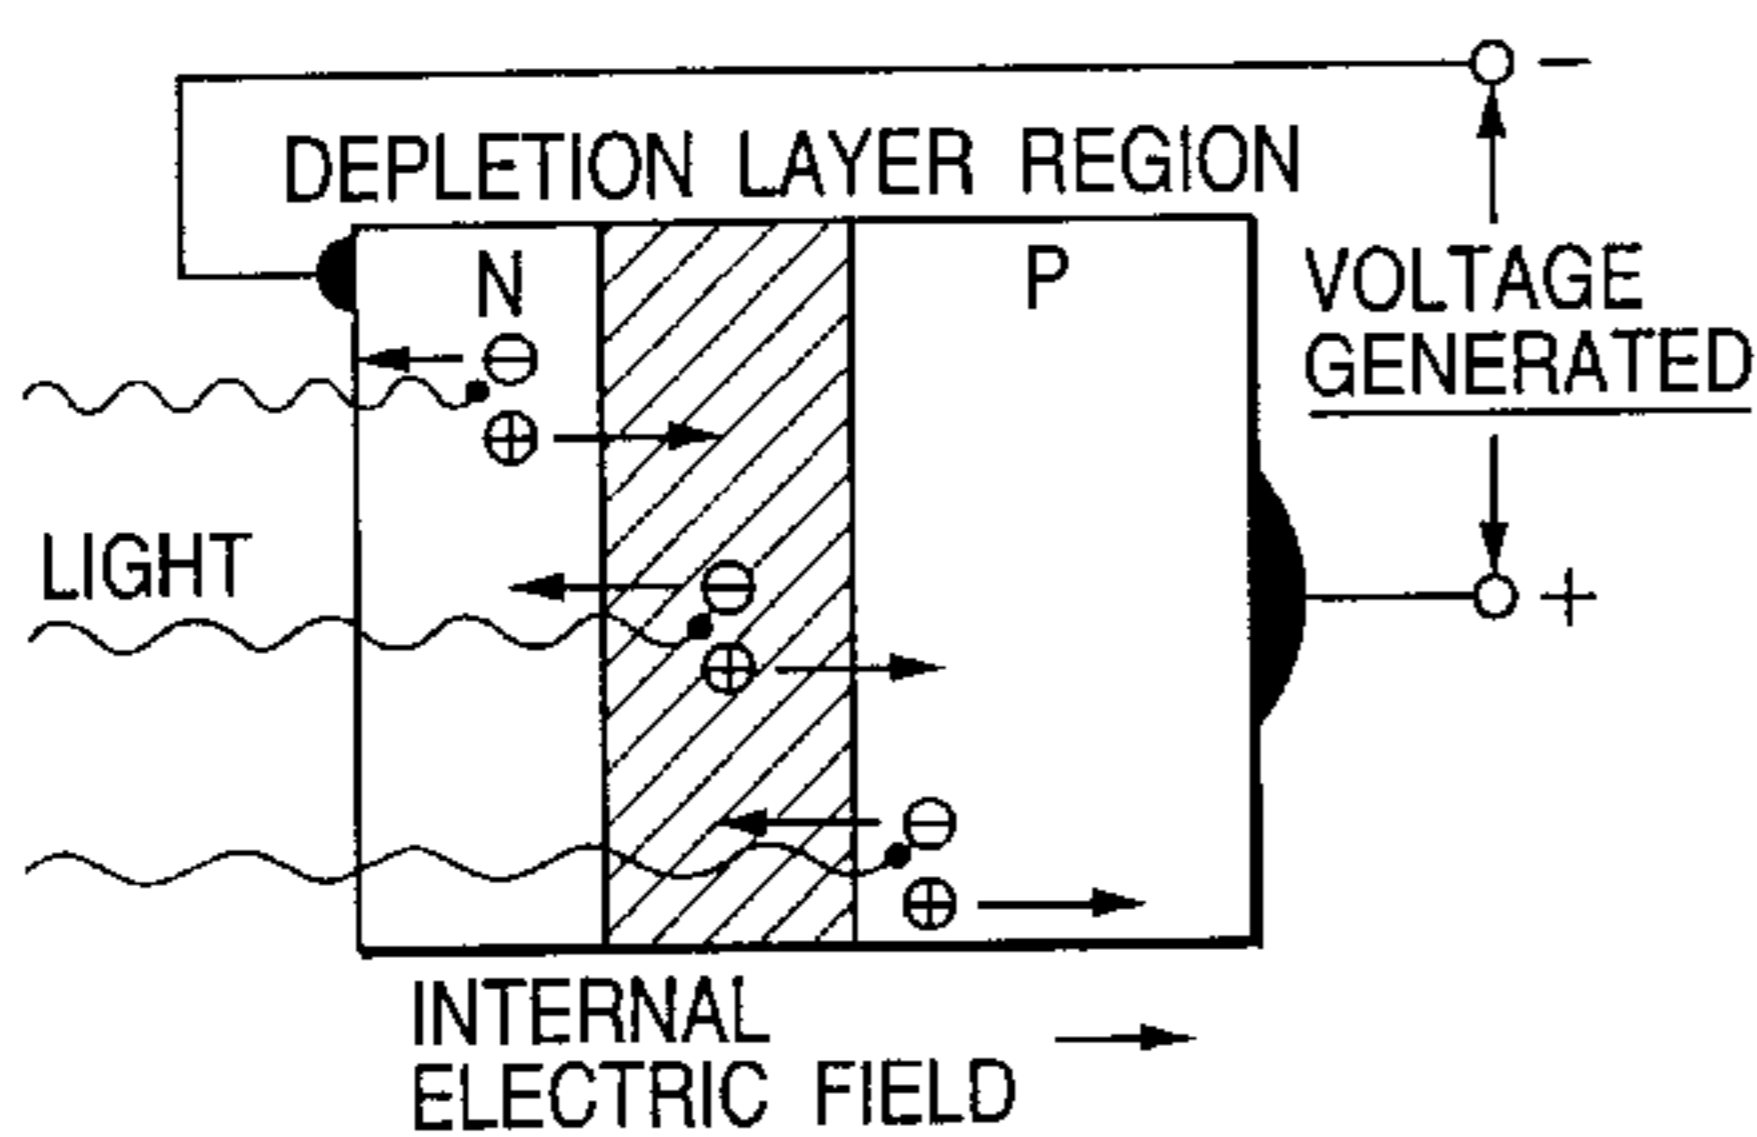 −
DEPLETION LAYER REGION
N
P
VOLTAGE
GENERATED
LIGHT
+
INTERNAL
ELECTRIC FIELD